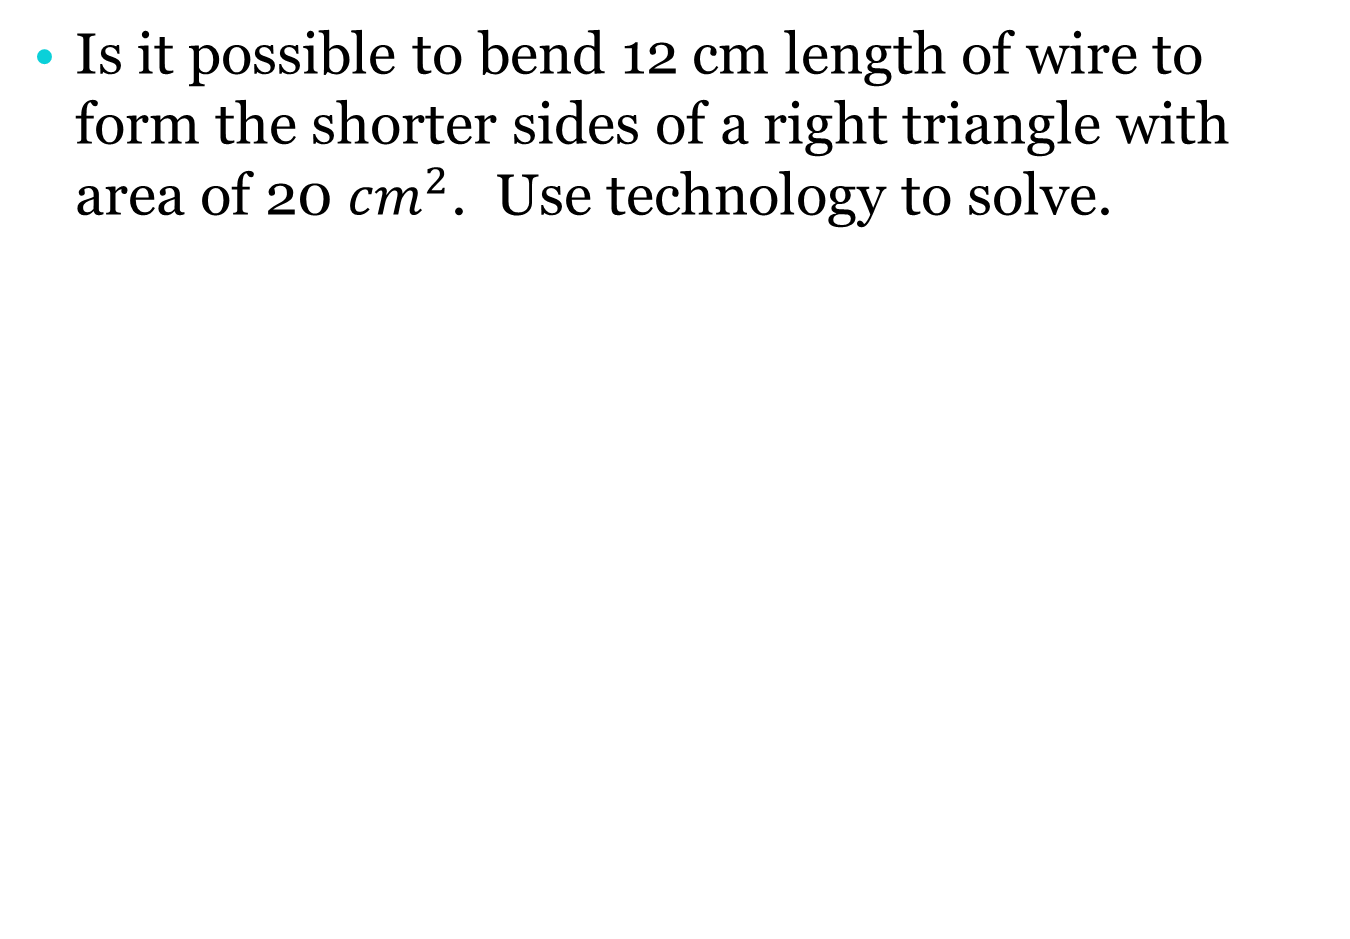 • Is it possible to bend 12 cm length of wire to
form the shorter sides of a right triangle with
area of 20 𝑐𝑚². Use technology to solve.